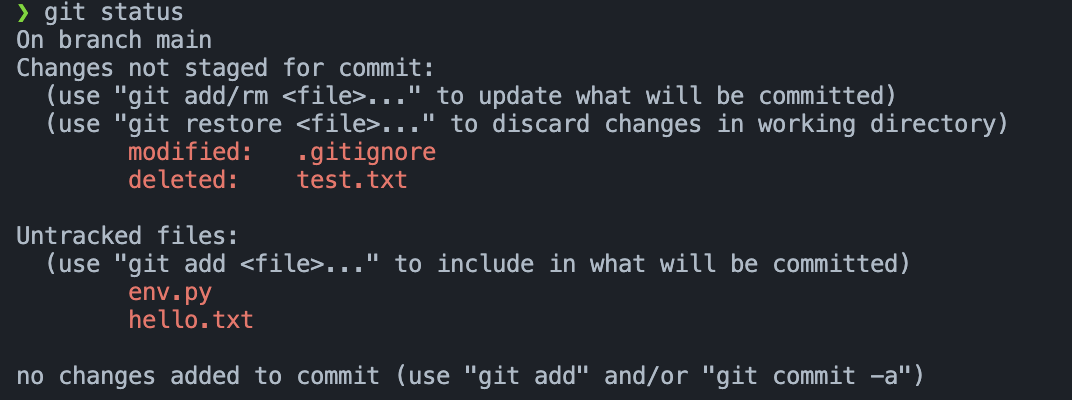 ❯ git status
On branch main
Changes not staged for commit:
  (use "git add/rm <file>..." to update what will be committed)
  (use "git restore <file>..." to discard changes in working directory)
        modified:   .gitignore
        deleted:    test.txt

Untracked files:
  (use "git add <file>..." to include in what will be committed)
        env.py
        hello.txt

no changes added to commit (use "git add" and/or "git commit -a")